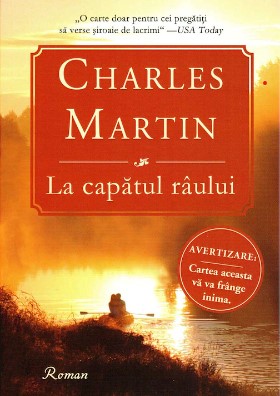 „O carte doar pentru cei pregătiți
să verse șiroaie de lacrimi“ —USA Today
CHARLES
MARTIN
La capătul râului
AVERTIZARE:
Cartea aceasta
vă va frânge
inima.
Roman